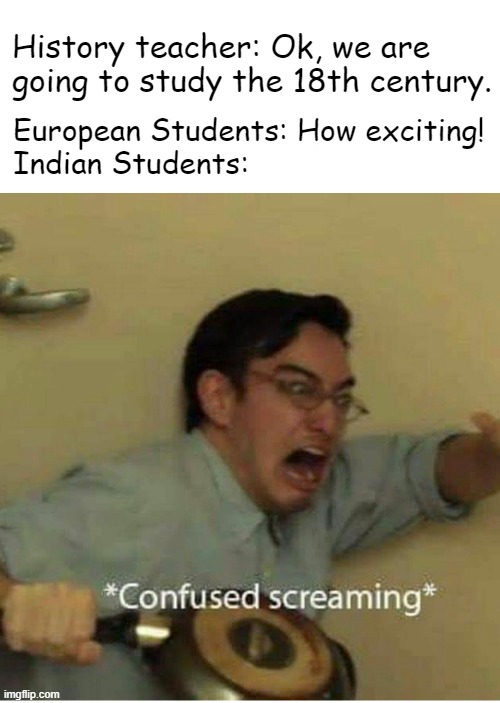 History teacher: Ok, we are
going to study the 18th century.
European Students: How exciting!
Indian Students:
*Confused screaming*
imgflip.com